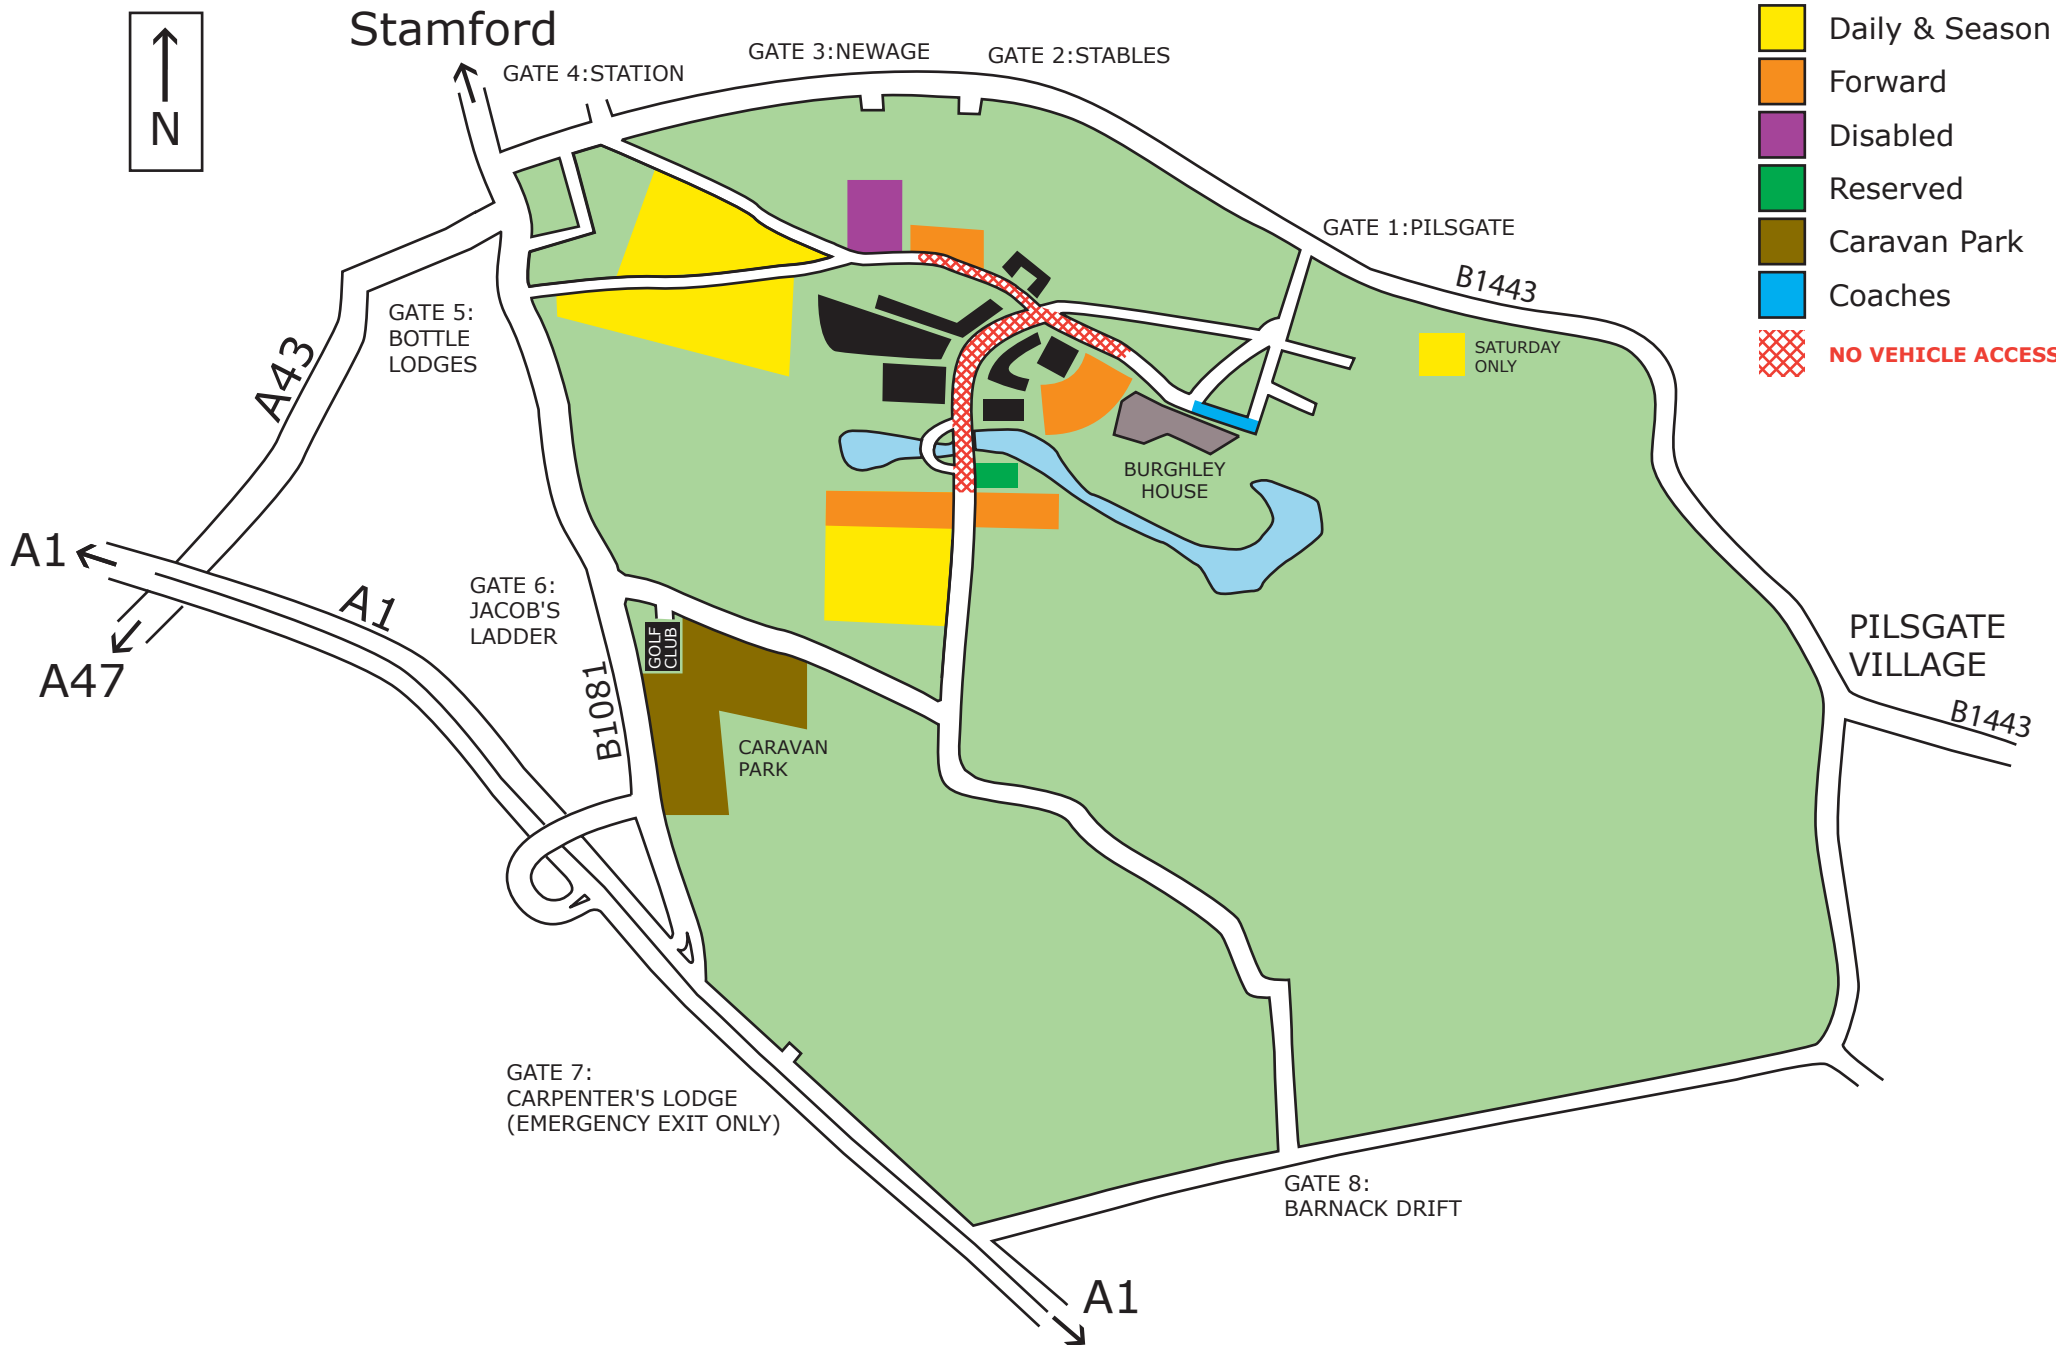 N
Stamford
GATE 4:STATION
GATE 3:NEWAGE
GATE 2:STABLES
GATE 1:PILSGATE
B1443
Daily & Season
Forward
Disabled
Reserved
Caravan Park
Coaches
NO VEHICLE ACCESS
SATURDAY
ONLY
GATE 5:
BOTTLE
LODGES
A43
BURGHLEY
HOUSE
A1
A1
A47
GATE 6:
JACOB'S
LADDER
GOLF
CLUB
B1081
CARAVAN
PARK
PILSGATE
VILLAGE
B1443
GATE 7:
CARPENTER'S LODGE
(EMERGENCY EXIT ONLY)
GATE 8:
BARNACK DRIFT
A1